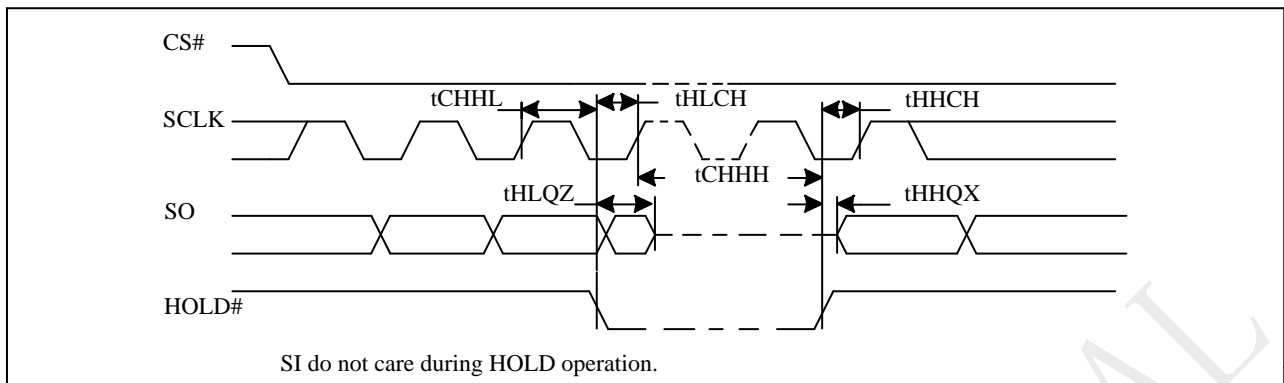 CS#
tCHHL
tHLCH
tHHCH
SCLK
tCHHH
tHLQZ
tHHQX
SO
HOLD#
SI do not care during HOLD operation.